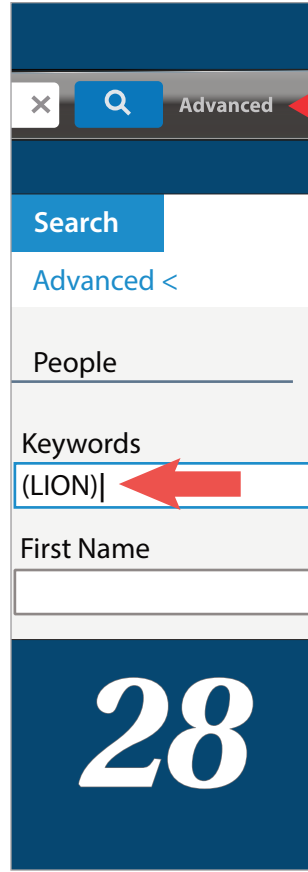 Advanced
Search
Advanced <
People
Keywords
(LION)
First Name
28